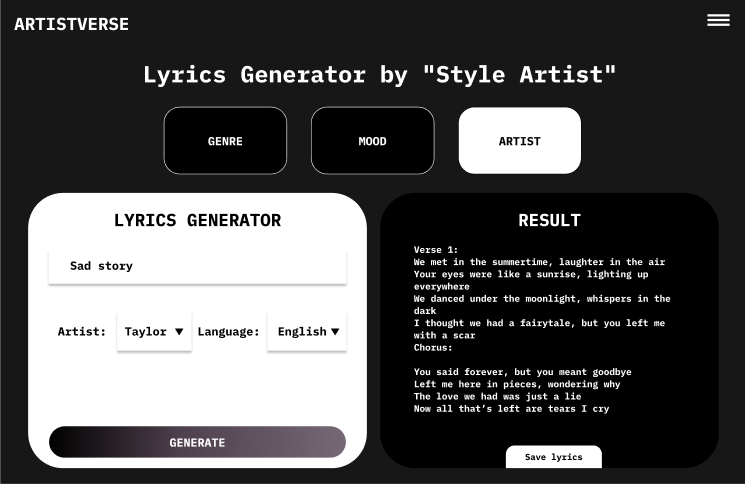 ARTISTVERSE
Lyrics Generator by "Style Artist"
GENRE
MOOD
ARTIST
LYRICS GENERATOR
Sad story
Artist: Taylor ▼ Language: English ▼
GENERATE
RESULT
Verse 1:
We met in the summertime, laughter in the air
Your eyes were like a sunrise, lighting up
everywhere
We danced under the moonlight, whispers in the
dark
I thought we had a fairytale, but you left me
with a scar
Chorus:
You said forever, but you meant goodbye
Left me here in pieces, wondering why
The love we had was just a lie
Now all that’s left are tears I cry
Save lyrics